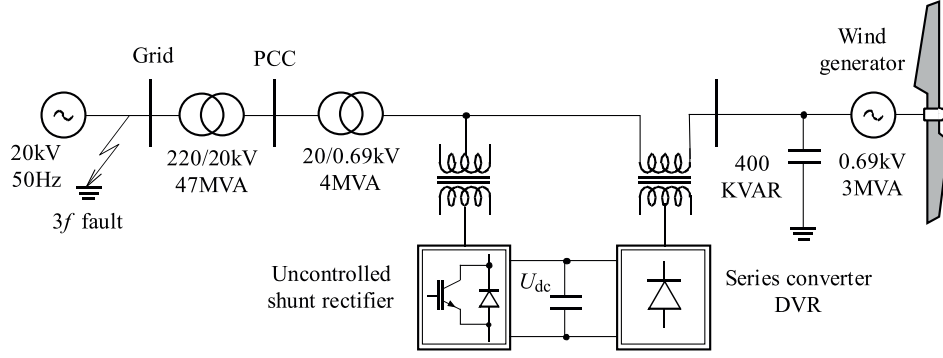 Grid
PCC
Wind
generator
20kV
50Hz
220/20kV
47MVA
20/0.69kV
4MVA
400
KVAR
0.69kV
3MVA
3f fault
Uncontrolled
shunt rectifier
Udc
Series converter
DVR